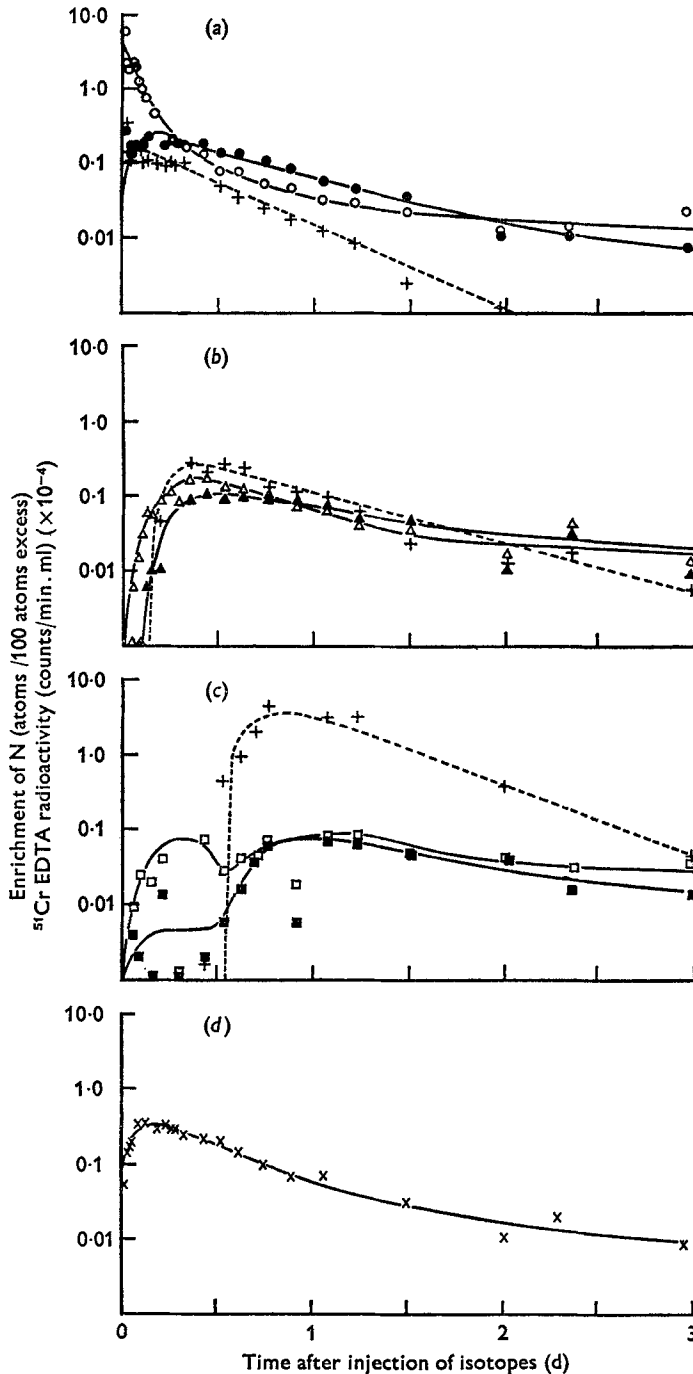 (a)
10·0
1·0
0·1
0·01
(b)
10·0
1·0
0·1
0·01
Enrichment of N (atoms /100 atoms excess)
⁵¹Cr EDTA radioactivity (counts/min. ml) (×10⁻⁴)
(c)
10·0
1·0
0·1
0·01
(d)
10·0
1·0
0·1
0·01
0 1 2 3
Time after injection of isotopes (d)